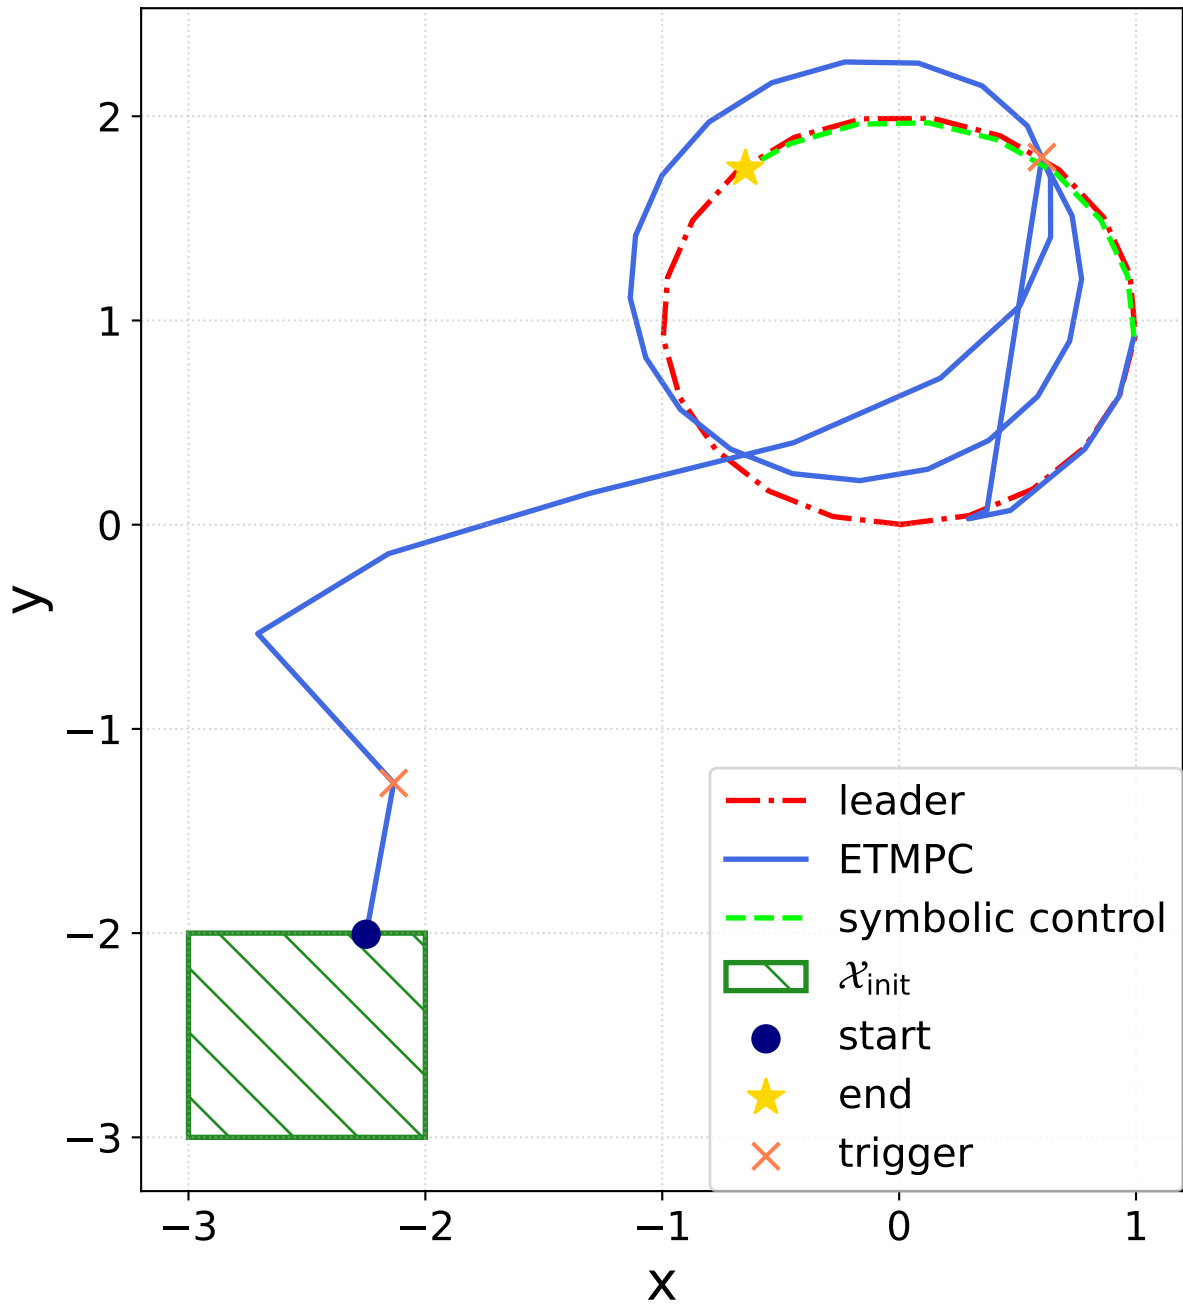 2
1
0
−1
−2
−3
y
−3
−2
−1
0
1
x
leader
ETMPC
symbolic control
𝒳init
start
end
trigger